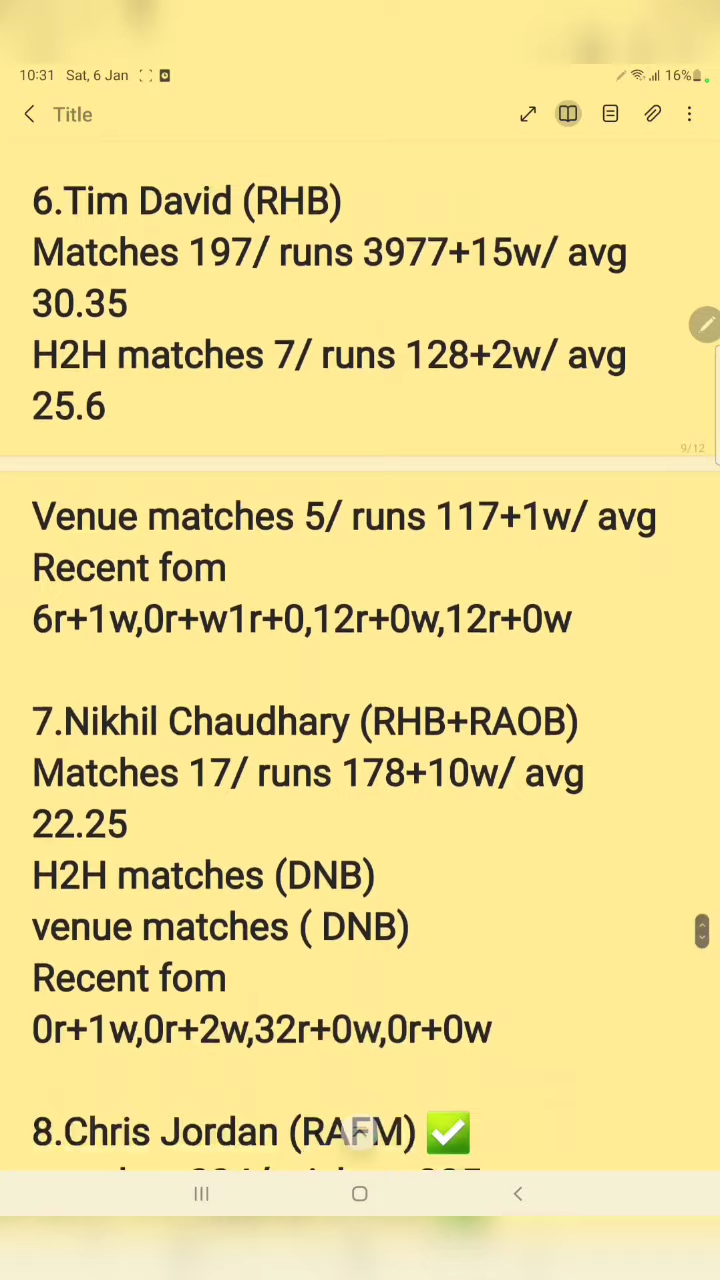 10:31 Sat, 6 Jan 16%
Title
6.Tim David (RHB)
Matches 197/ runs 3977+15w/ avg
30.35
H2H matches 7/ runs 128+2w/ avg
25.6
9/12
Venue matches 5/ runs 117+1w/ avg
Recent fom
6r+1w,0r+w1r+0,12r+0w,12r+0w
7.Nikhil Chaudhary (RHB+RAOB)
Matches 17/ runs 178+10w/ avg
22.25
H2H matches (DNB)
venue matches ( DNB)
Recent fom
0r+1w,0r+2w,32r+0w,0r+0w
8.Chris Jordan (RAFM) ✅